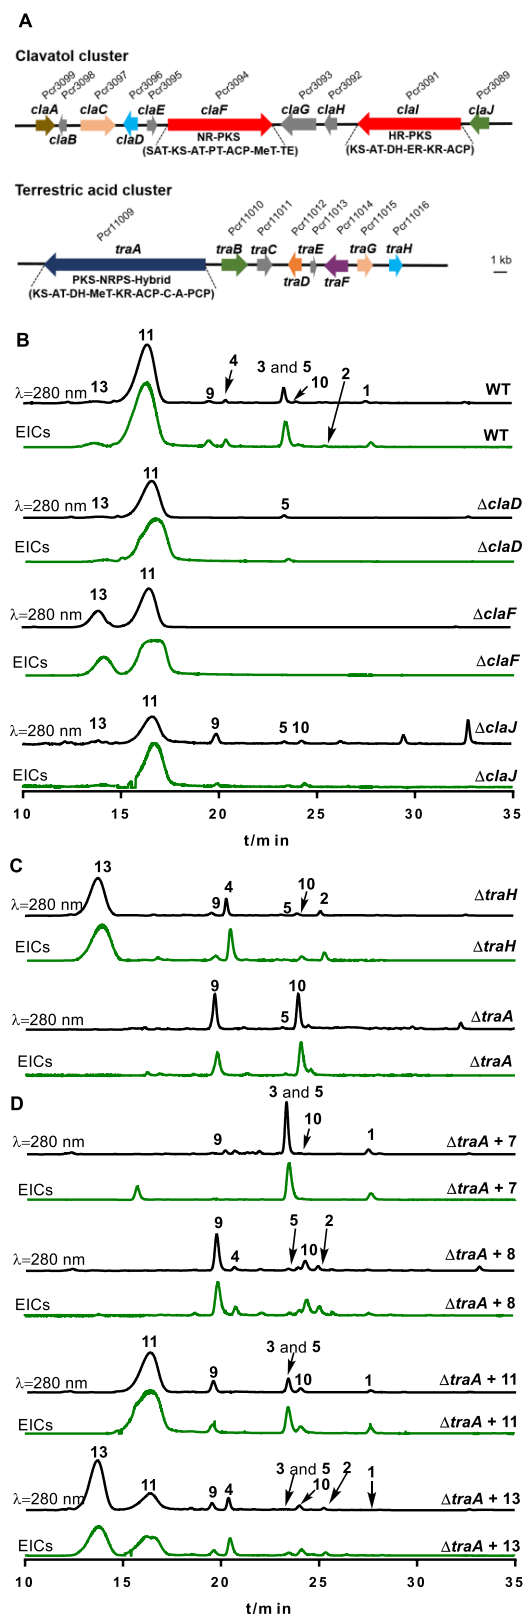 A
Clavatol cluster
Pcr3099 Pcr3098 Pcr3097 Pcr3096 Pcr3095 Pcr3094 Pcr3093 Pcr3092 Pcr3091 Pcr3089
claA claC claE claF claG claH claI claJ
claB claD NR-PKS HR-PKS
(SAT-KS-AT-PT-ACP-MeT-TE) (KS-AT-DH-ER-KR-ACP)
Terrestric acid cluster
Pcr11009 Pcr11010 Pcr11011 Pcr11012 Pcr11013 Pcr11014 Pcr11015 Pcr11016
traA traB traC traE traG traH
PKS-NRPS-Hybrid traD traF 1 kb
(KS-AT-DH-MeT-KR-ACP-C-A-PCP)
B
11 4 3 and 5 2
λ=280 nm 13 9 10 1 WT
EICs WT
11
λ=280 nm 13 5 ΔclaD
EICs ΔclaD
13 11
λ=280 nm ΔclaF
EICs ΔclaF
11
λ=280 nm 13 9 5 10 ΔclaJ
EICs ΔclaJ
10 15 20 25 30 35
t/min
C
13 4 10
λ=280 nm 9 5 2 ΔtraH
EICs ΔtraH
9 10
λ=280 nm 5 ΔtraA
EICs ΔtraA
D
3 and 5
λ=280 nm 9 10 1 ΔtraA + 7
EICs ΔtraA + 7
9 5 2
λ=280 nm 4 10 ΔtraA + 8
EICs ΔtraA + 8
11 3 and 5
λ=280 nm 9 10 1 ΔtraA + 11
EICs ΔtraA + 11
13 3 and 5 2 1
λ=280 nm 11 9 4 10 ΔtraA + 13
EICs ΔtraA + 13
10 15 20 25 30 35
t/min